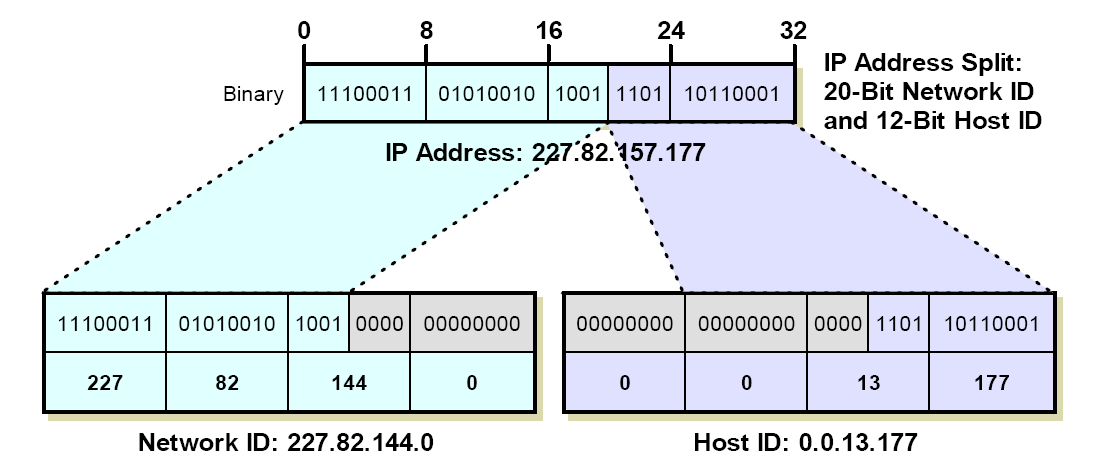 0 8 16 24 32
IP Address Split:
20-Bit Network ID
and 12-Bit Host ID
Binary 11100011 01010010 1001 1101 10110001
IP Address: 227.82.157.177
11100011 01010010 1001 0000 00000000
227 82 144 0
Network ID: 227.82.144.0
00000000 00000000 0000 1101 10110001
0 0 13 177
Host ID: 0.0.13.177